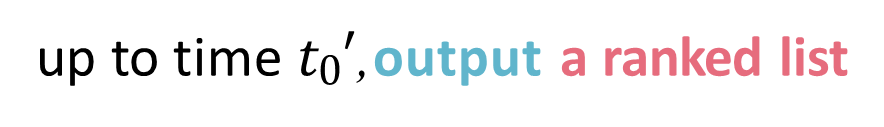 up to time t₀′, output a ranked list